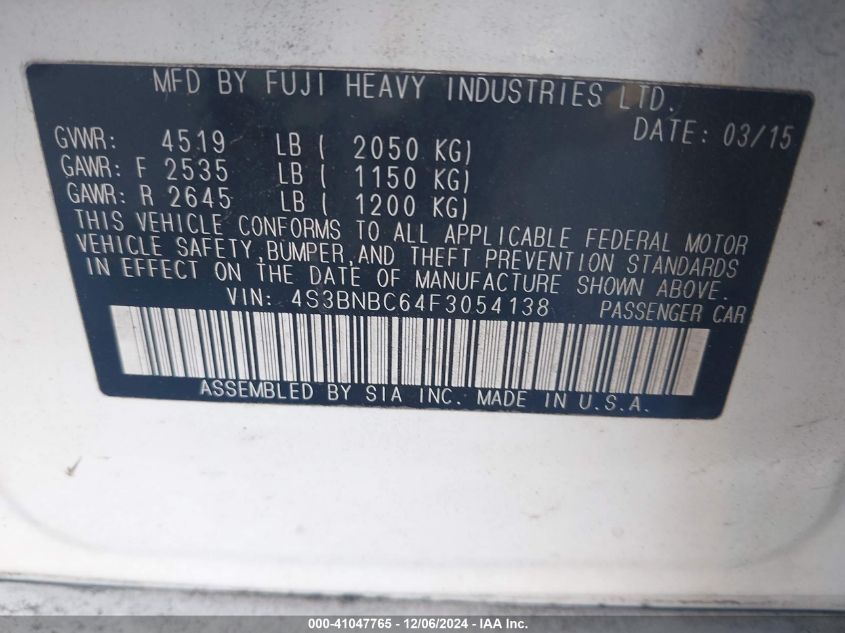 MFD BY FUJI HEAVY INDUSTRIES LTD.
DATE: 03/15
GVWR: 4519 LB ( 2050 KG)
GAWR: F 2535 LB ( 1150 KG)
GAWR: R 2645 LB ( 1200 KG)
THIS VEHICLE CONFORMS TO ALL APPLICABLE FEDERAL MOTOR
VEHICLE SAFETY,BUMPER,AND THEFT PREVENTION STANDARDS
IN EFFECT ON THE DATE OF MANUFACTURE SHOWN ABOVE.
VIN: 4S3BNBC64F3054138 PASSENGER CAR
ASSEMBLED BY SIA INC. MADE IN U.S.A.
000-41047765 - 12/06/2024 - IAA Inc.